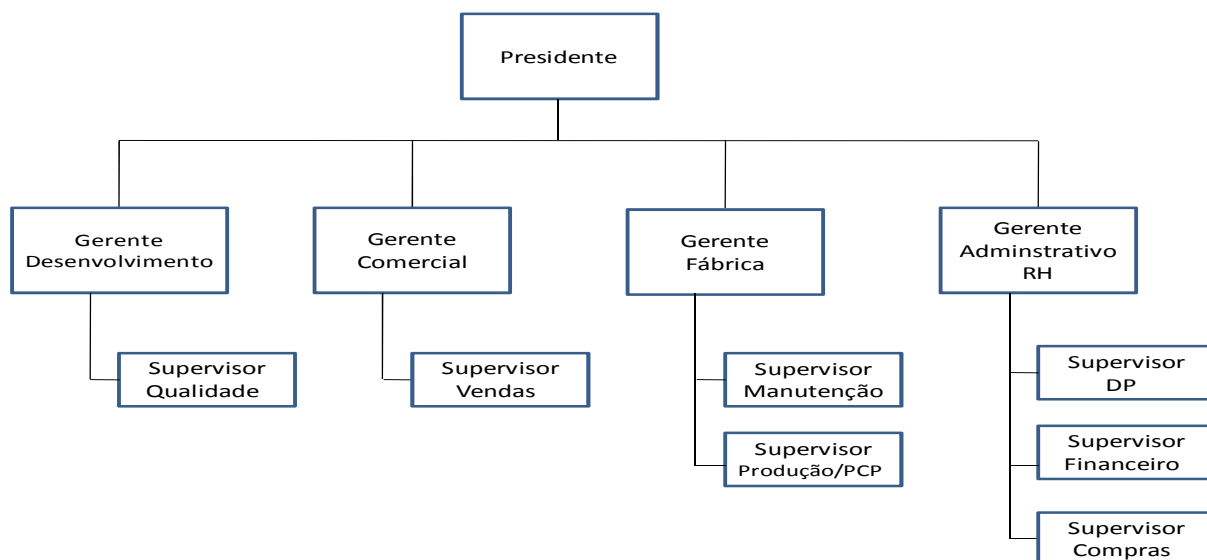 Presidente
Gerente
Desenvolvimento
Gerente
Comercial
Gerente
Fábrica
Gerente
Adminstrativo
RH
Supervisor
Qualidade
Supervisor
Vendas
Supervisor
Manutenção
Supervisor
Produção/PCP
Supervisor
DP
Supervisor
Financeiro
Supervisor
Compras